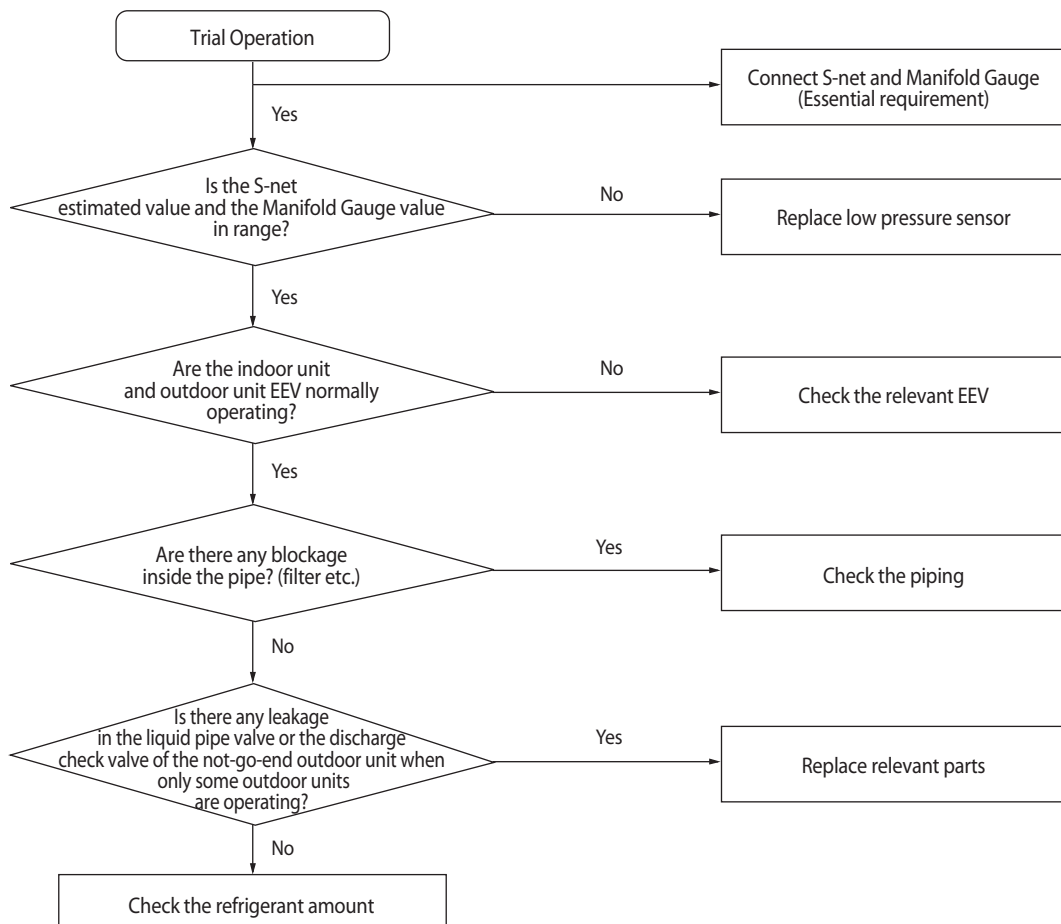 Trial Operation
Connect S-net and Manifold Gauge
(Essential requirement)
Yes
Is the S-net
estimated value and the Manifold Gauge value
in range?
No
Replace low pressure sensor
Yes
Are the indoor unit
and outdoor unit EEV normally
operating?
No
Check the relevant EEV
Yes
Are there any blockage
inside the pipe? (filter etc.)
Yes
Check the piping
No
Is there any leakage
in the liquid pipe valve or the discharge
check valve of the not-go-end outdoor unit when
only some outdoor units
are operating?
Yes
Replace relevant parts
No
Check the refrigerant amount